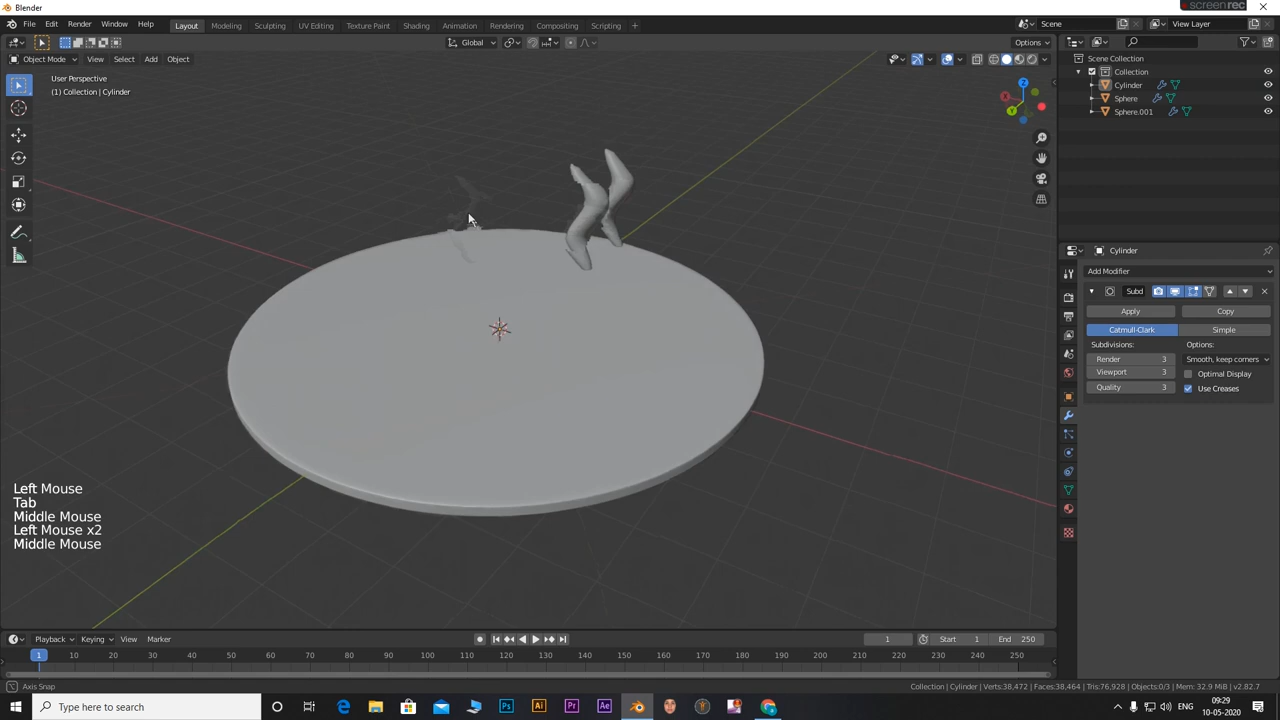 Blender
screenrec
File Edit Render Window Help Layout Modeling Sculpting UV Editing Texture Paint Shading Animation Rendering Compositing Scripting + Scene View Layer
Global Options
Object Mode View Select Add Object
User Perspective
(1) Collection | Cylinder
Z
X
Y
Scene Collection
Collection
Cylinder
Sphere
Sphere.001
Cylinder
Add Modifier
Subd
Apply Copy
Catmull-Clark Simple
Subdivisions: Options:
Render 3 Smooth, keep corners
Viewport 3 Optimal Display
Quality 3 Use Creases
Left Mouse
Tab
Middle Mouse
Left Mouse x2
Middle Mouse
Playback Keying View Marker 1 Start 1 End 250
1 10 20 30 40 50 60 70 80 90 100 110 120 130 140 150 160 170 180 190 200 210 220 230 240 250
Axis Snap Collection | Cylinder | Verts:38,472 | Faces:38,464 | Tris:76,928 | Objects:0/3 | Mem: 32.9 MiB | v2.82.7
Type here to search Ps Ai Pr Ae ENG 09:29
10-05-2020